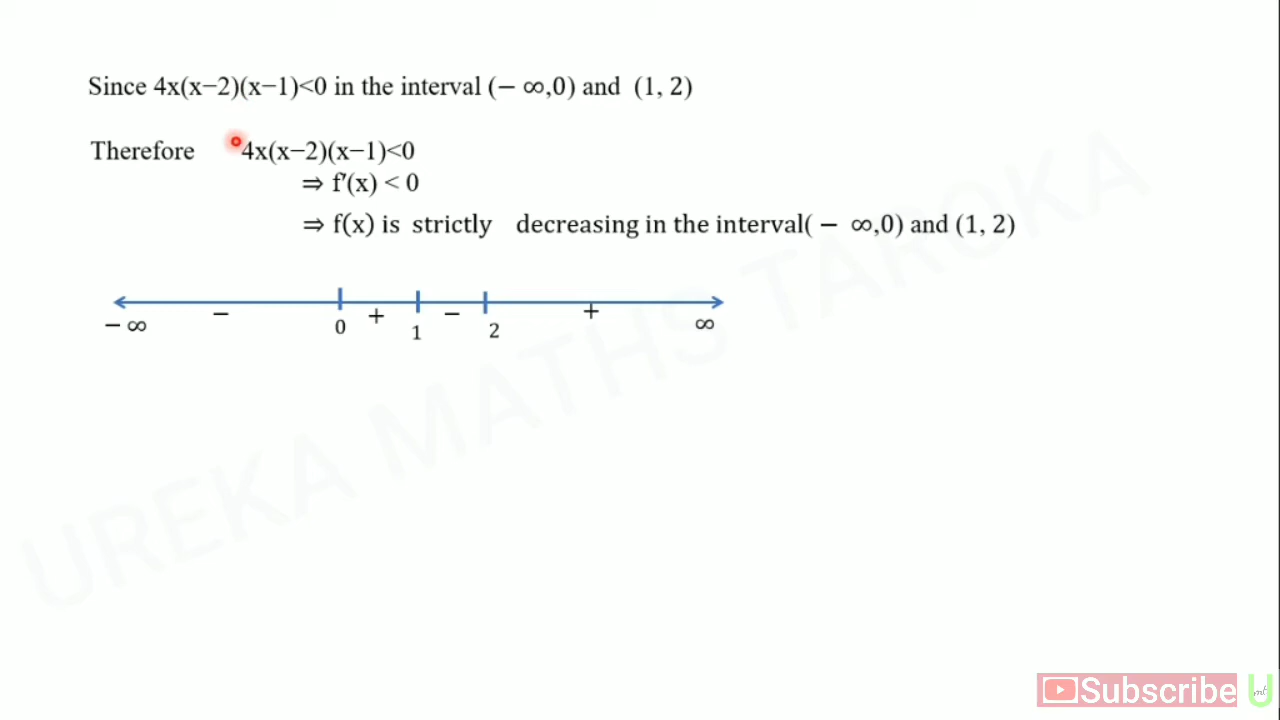 Since 4x(x−2)(x−1)<0 in the interval (− ∞,0) and (1, 2)
Therefore 4x(x−2)(x−1)<0
⇒ f'(x) < 0
⇒ f(x) is strictly decreasing in the interval( − ∞,0) and (1, 2)
− + − +
− ∞ 0 1 2 ∞
UREKA MATHS TAROKA
Subscribe U